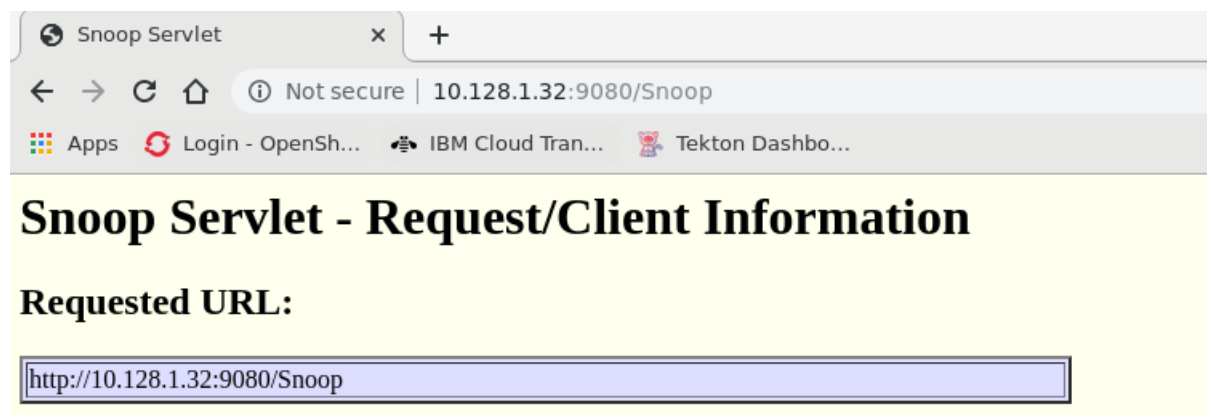 Snoop Servlet
Not secure | 10.128.1.32:9080/Snoop
Apps Login - OpenSh... IBM Cloud Tran... Tekton Dashbo...
Snoop Servlet - Request/Client Information
Requested URL:
http://10.128.1.32:9080/Snoop